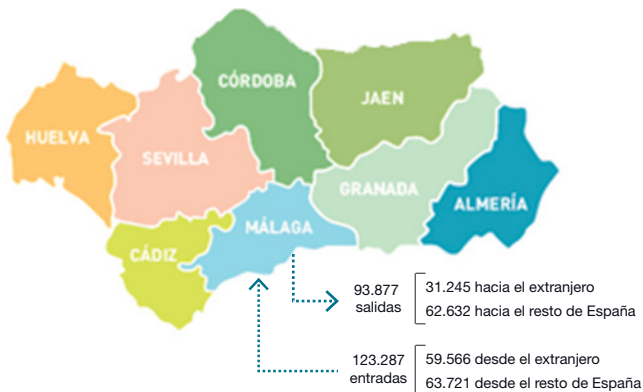 CÓRDOBA
JAEN
HUELVA
SEVILLA
GRANADA
ALMERÍA
MÁLAGA
CÁDIZ
93.877
salidas
31.245 hacia el extranjero
62.632 hacia el resto de España
123.287
entradas
59.566 desde el extranjero
63.721 desde el resto de España